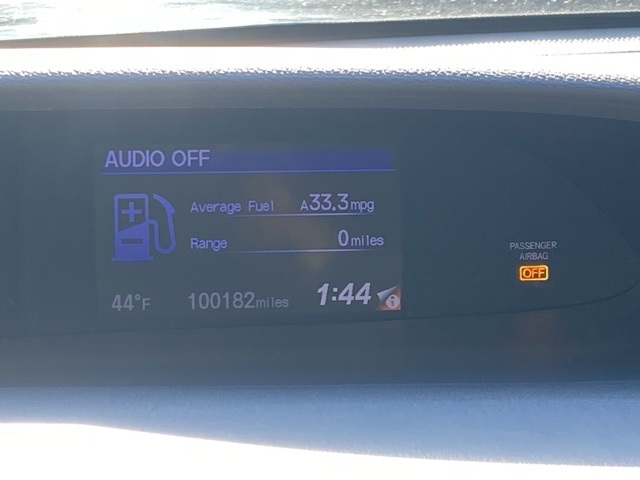 AUDIO OFF
Average Fuel A33.3mpg
Range 0miles
44°F 100182miles 1:44 i
PASSENGER
AIRBAG
OFF